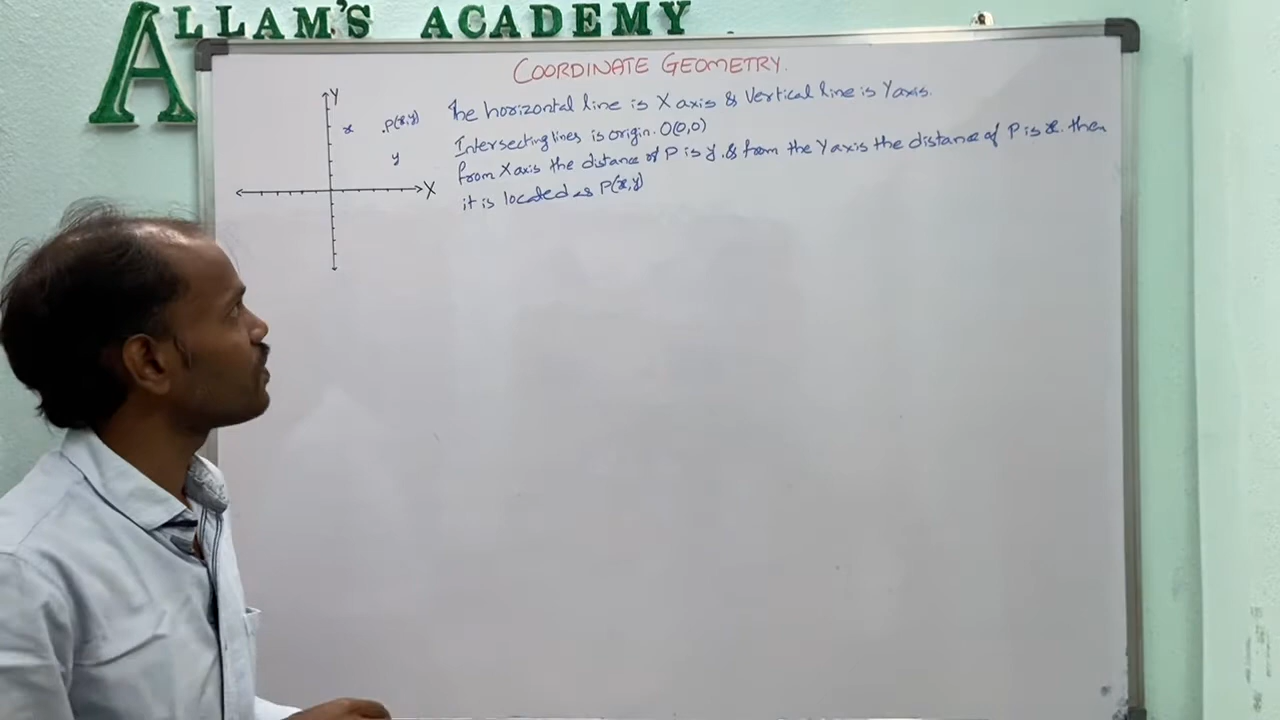 ALLAM'S ACADEMY.
COORDINATE GEOMETRY.
Y
x .P(x,y)
y
X
The horizontal line is X axis & Vertical line is Y axis.
Intersecting lines is origin. O(0,0)
from X axis the distance of P is y. & from the Y axis the distance of P is x. then
it is located as P(x,y)